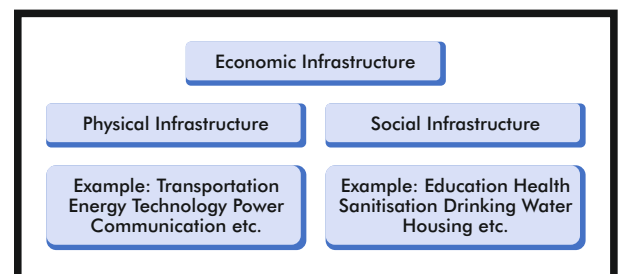 Economic Infrastructure
Physical Infrastructure
Social Infrastructure
Example: Transportation
Energy Technology Power
Communication etc.
Example: Education Health
Sanitisation Drinking Water
Housing etc.